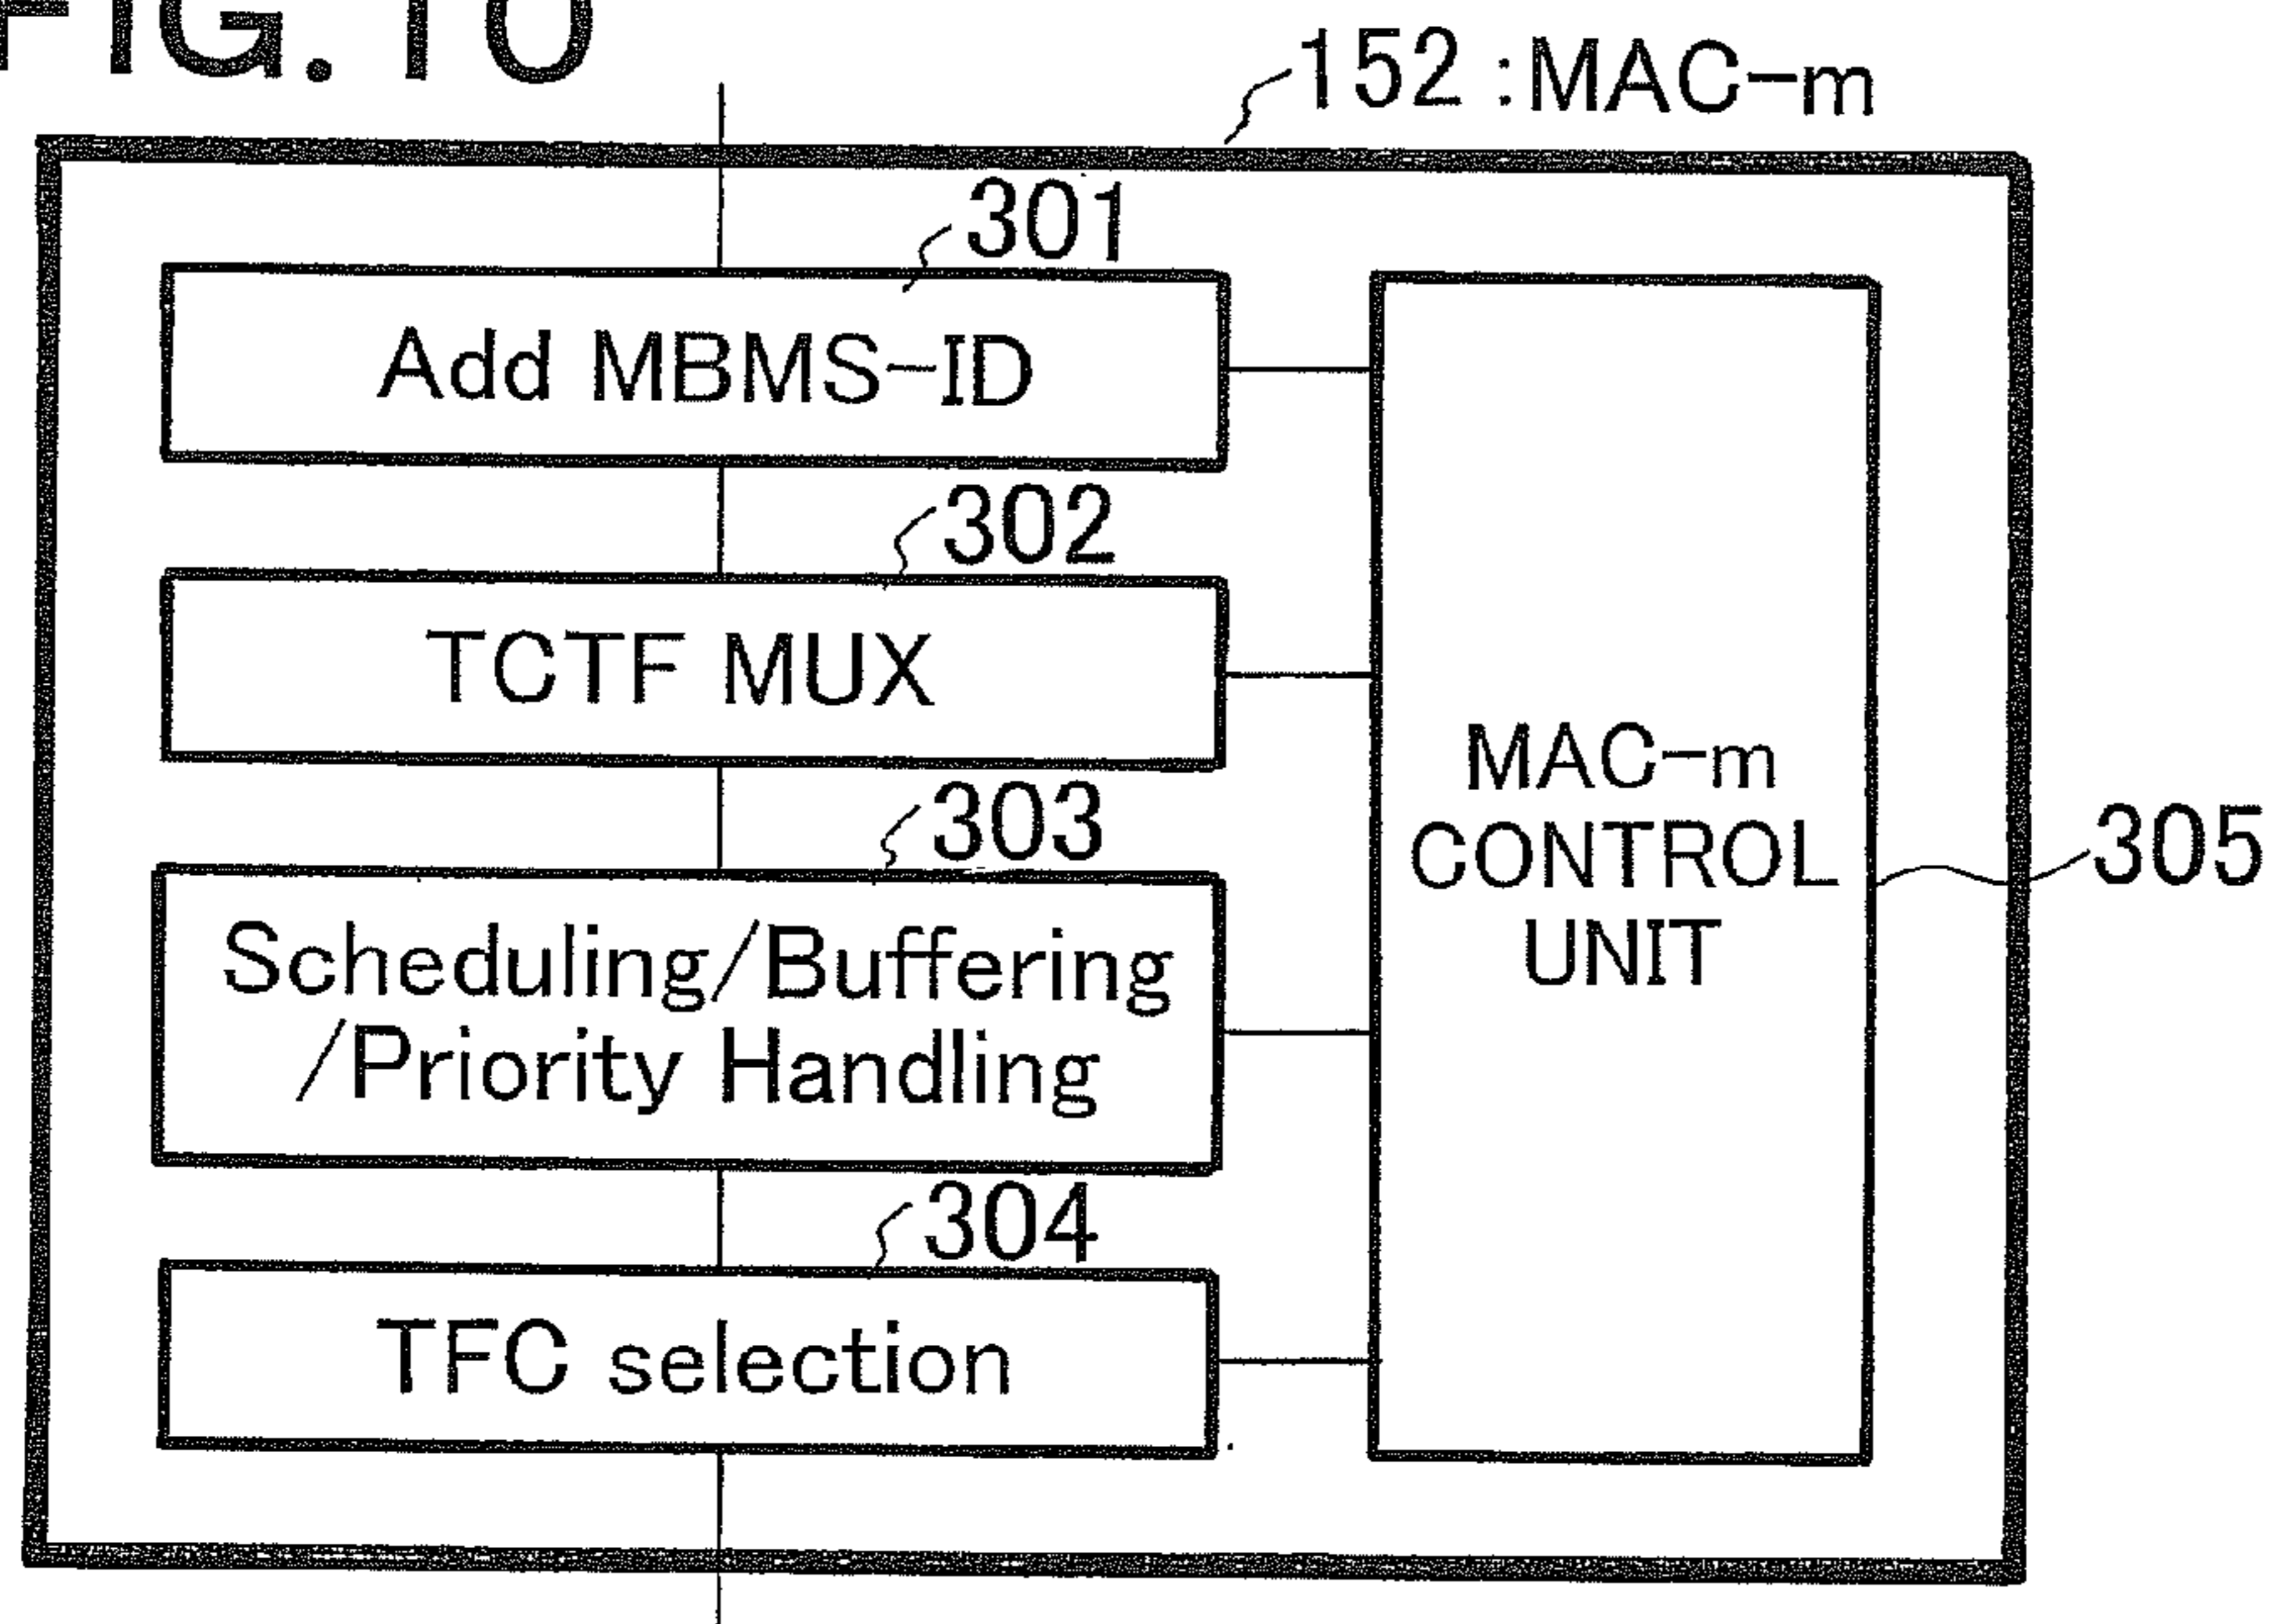 FIG.10
152 : MAC-m
301
Add MBMS-ID
302
TCTF MUX
303
Scheduling/Buffering
/Priority Handling
304
TFC selection
MAC-m
CONTROL
UNIT
305